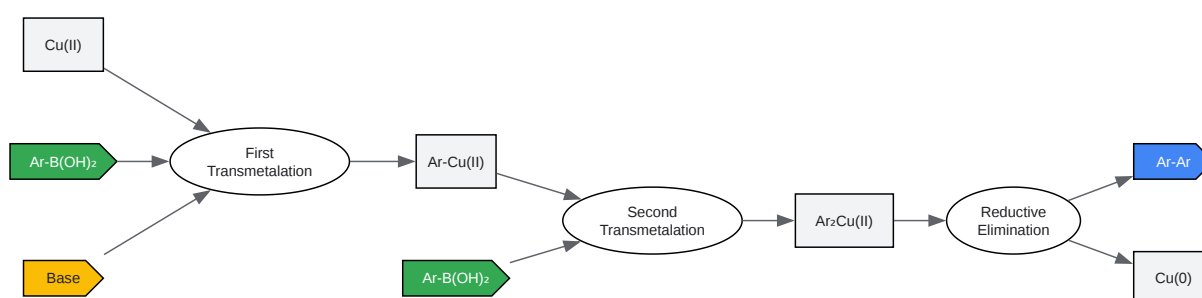 Cu(II)
Ar-B(OH)₂
Base
First
Transmetalation
Ar-Cu(II)
Ar-B(OH)₂
Second
Transmetalation
Ar₂Cu(II)
Reductive
Elimination
Ar-Ar
Cu(0)